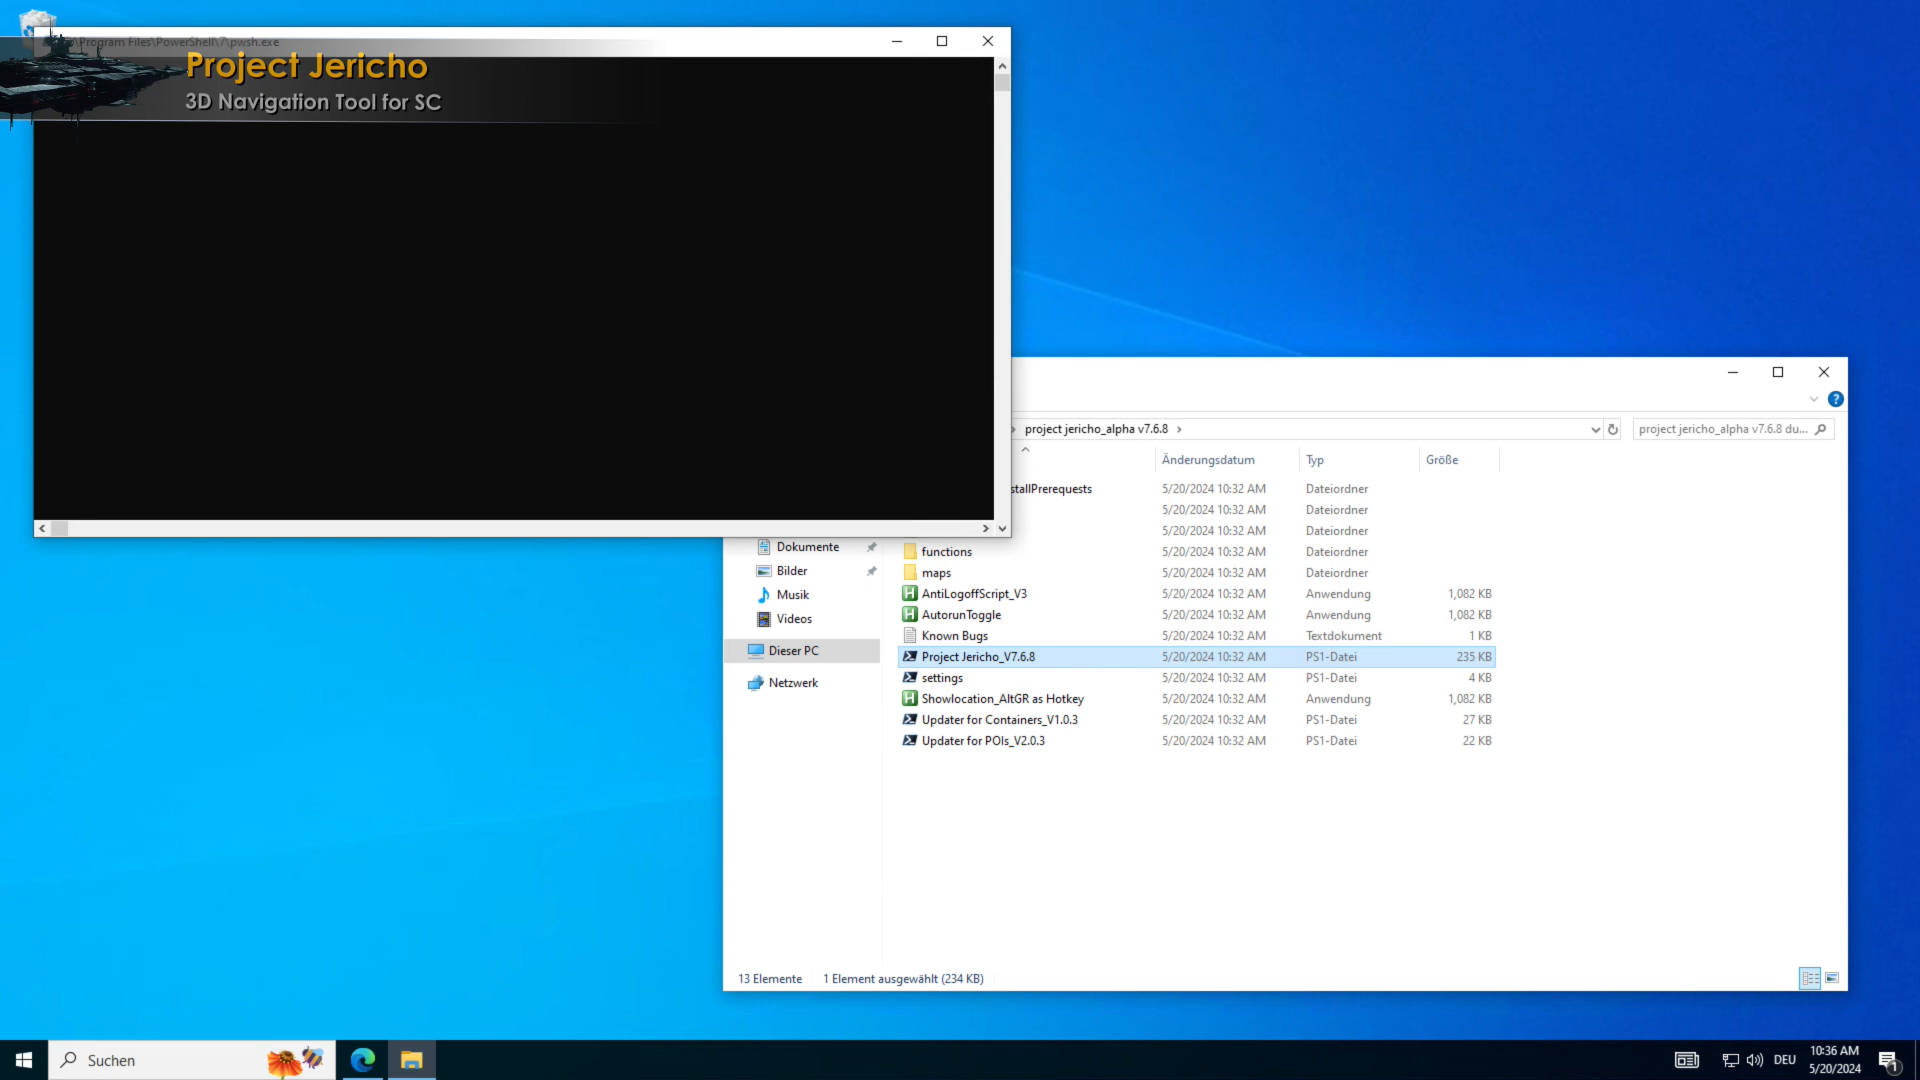 \Program Files\PowerShell\7\pwsh.exe
Project Jericho
3D Navigation Tool for SC
project jericho_alpha v7.6.8
project jericho_alpha v7.6.8 du...
Änderungsdatum
Typ
Größe
stallPrerequests 5/20/2024 10:32 AM Dateiordner
5/20/2024 10:32 AM Dateiordner
5/20/2024 10:32 AM Dateiordner
functions 5/20/2024 10:32 AM Dateiordner
maps 5/20/2024 10:32 AM Dateiordner
AntiLogoffScript_V3 5/20/2024 10:32 AM Anwendung 1,082 KB
AutorunToggle 5/20/2024 10:32 AM Anwendung 1,082 KB
Known Bugs 5/20/2024 10:32 AM Textdokument 1 KB
Project Jericho_V7.6.8 5/20/2024 10:32 AM PS1-Datei 235 KB
settings 5/20/2024 10:32 AM PS1-Datei 4 KB
Showlocation_AltGR as Hotkey 5/20/2024 10:32 AM Anwendung 1,082 KB
Updater for Containers_V1.0.3 5/20/2024 10:32 AM PS1-Datei 27 KB
Updater for POIs_V2.0.3 5/20/2024 10:32 AM PS1-Datei 22 KB
Dokumente
Bilder
Musik
Videos
Dieser PC
Netzwerk
13 Elemente
1 Element ausgewählt (234 KB)
Suchen
DEU
10:36 AM
5/20/2024
1